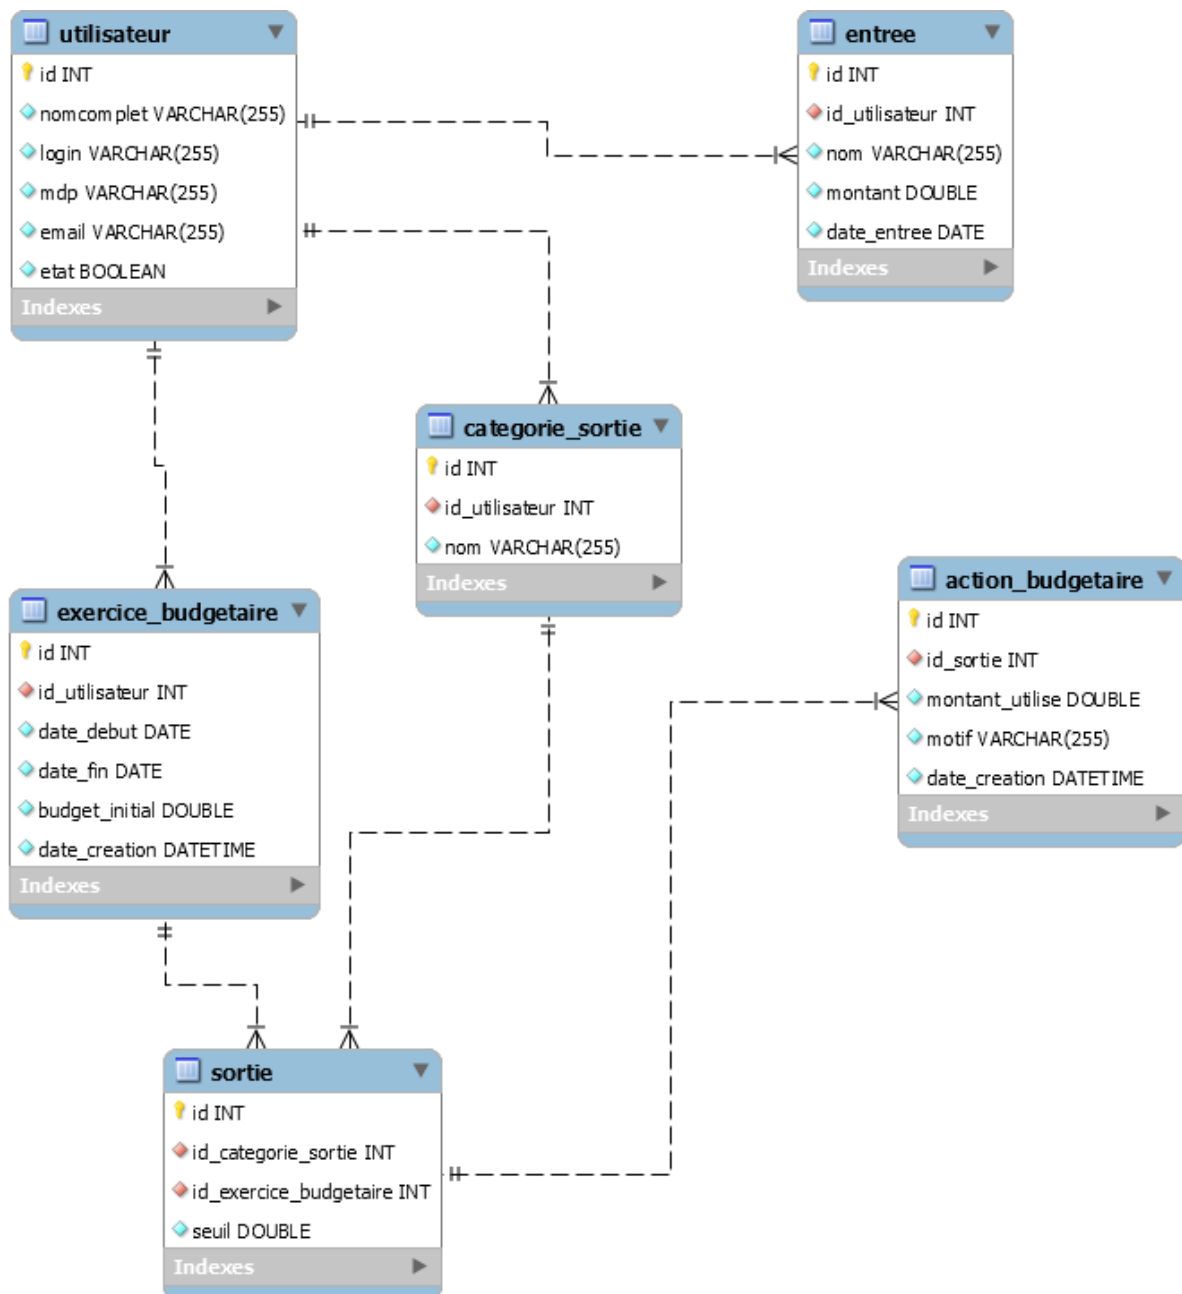 utilisateur
id INT
nomcomplet VARCHAR(255)
login VARCHAR(255)
mdp VARCHAR(255)
email VARCHAR(255)
etat BOOLEAN
Indexes
entree
id INT
id_utilisateur INT
nom VARCHAR(255)
montant DOUBLE
date_entree DATE
Indexes
categorie_sortie
id INT
id_utilisateur INT
nom VARCHAR(255)
Indexes
exercice_budgetaire
id INT
id_utilisateur INT
date_debut DATE
date_fin DATE
budget_initial DOUBLE
date_creation DATETIME
Indexes
action_budgetaire
id INT
id_sortie INT
montant_utilise DOUBLE
motif VARCHAR(255)
date_creation DATETIME
Indexes
sortie
id INT
id_categorie_sortie INT
id_exercice_budgetaire INT
seuil DOUBLE
Indexes